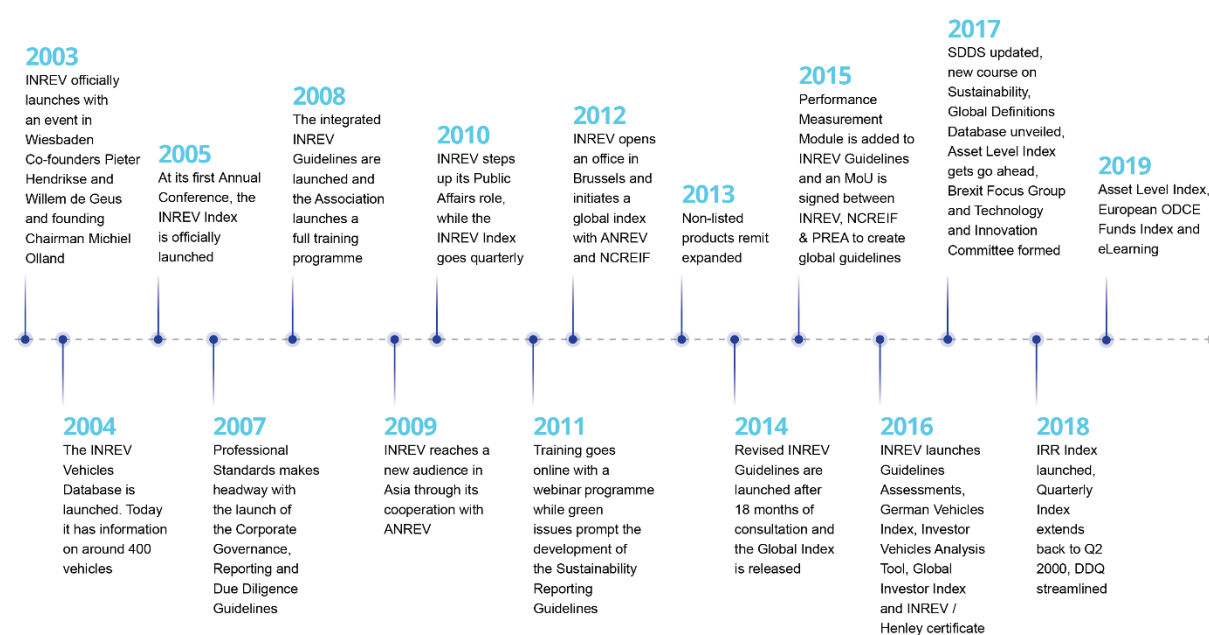 2003
INREV officially
launches with
an event in
Wiesbaden
Co-founders Pieter
Hendrikse and
Willem de Geus
and founding
Chairman Michiel
Olland
2004
The INREV
Vehicles
Database is
launched. Today
it has information
on around 400
vehicles
2005
At its first Annual
Conference, the
INREV Index
is officially
launched
2007
Professional
Standards makes
headway with
the launch of
the Corporate
Governance,
Reporting and
Due Diligence
Guidelines
2008
The integrated
INREV
Guidelines are
launched and
the Association
launches a
full training
programme
2009
INREV reaches a
new audience in
Asia through its
cooperation with
ANREV
2010
INREV steps
up its Public
Affairs role,
while the
INREV Index
goes quarterly
2011
Training goes
online with a
webinar programme
while green
issues prompt the
development of
the Sustainability
Reporting
Guidelines
2012
INREV opens
an office in
Brussels and
initiates a
global index
with ANREV
and NCREIF
2013
Non-listed
products remit
expanded
2014
Revised INREV
Guidelines are
launched after
18 months of
consultation and
the Global Index
is released
2015
Performance
Measurement
Module is added to
INREV Guidelines
and an MoU is
signed between
INREV, NCREIF
& PREA to create
global guidelines
2016
INREV launches
Guidelines
Assessments,
German Vehicles
Index, Investor
Vehicles Analysis
Tool, Global
Investor Index
and INREV /
Henley certificate
2017
SDDS updated,
new course on
Sustainability,
Global Definitions
Database unveiled,
Asset Level Index
gets go ahead,
Brexit Focus Group
and Technology
and Innovation
Committee formed
2018
IRR Index
launched,
Quarterly
Index
extends
back to Q2
2000, DDQ
streamlined
2019
Asset Level Index,
European ODCE
Funds Index and
eLearning